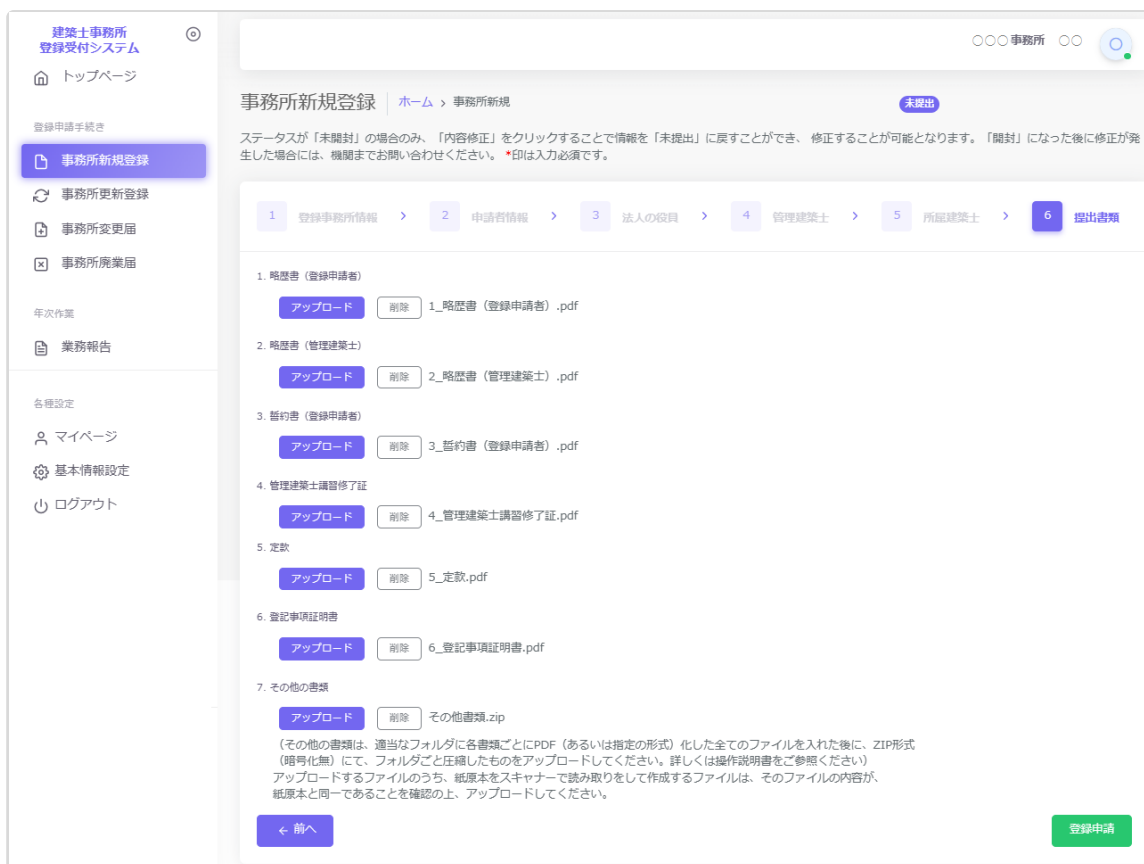 建築士事務所
登録受付システム
トップページ
登録申請手続き
事務所新規登録
事務所更新登録
事務所変更届
事務所廃業届
年次作業
業務報告
各種設定
マイページ
基本情報設定
ログアウト
○○○事務所 ○○
○
事務所新規登録 ホーム › 事務所新規
未提出
ステータスが「未開封」の場合のみ、「内容修正」をクリックすることで情報を「未提出」に戻すことができ、 修正することが可能となります。「開封」になった後に修正が発
生した場合には、機関までお問い合わせください。 *印は入力必須です。
1 登録事務所情報 › 2 申請者情報 › 3 法人の役員 › 4 管理建築士 › 5 所属建築士 › 6 提出書類
1. 略歴書（登録申請者）
アップロード 削除 1_略歴書（登録申請者）.pdf
2. 略歴書（管理建築士）
アップロード 削除 2_略歴書（管理建築士）.pdf
3. 誓約書（登録申請者）
アップロード 削除 3_誓約書（登録申請者）.pdf
4. 管理建築士講習修了証
アップロード 削除 4_管理建築士講習修了証.pdf
5. 定款
アップロード 削除 5_定款.pdf
6. 登記事項証明書
アップロード 削除 6_登記事項証明書.pdf
7. その他の書類
アップロード 削除 その他書類.zip
（その他の書類は、適当なフォルダに各書類ごとにPDF（あるいは指定の形式）化した全てのファイルを入れた後に、ZIP形式
（暗号化無）にて、フォルダごと圧縮したものをアップロードしてください。詳しくは操作説明書をご参照ください）
アップロードするファイルのうち、紙原本をスキャナーで読み取りをして作成するファイルは、そのファイルの内容が、
紙原本と同一であることを確認の上、アップロードしてください。
← 前へ
登録申請